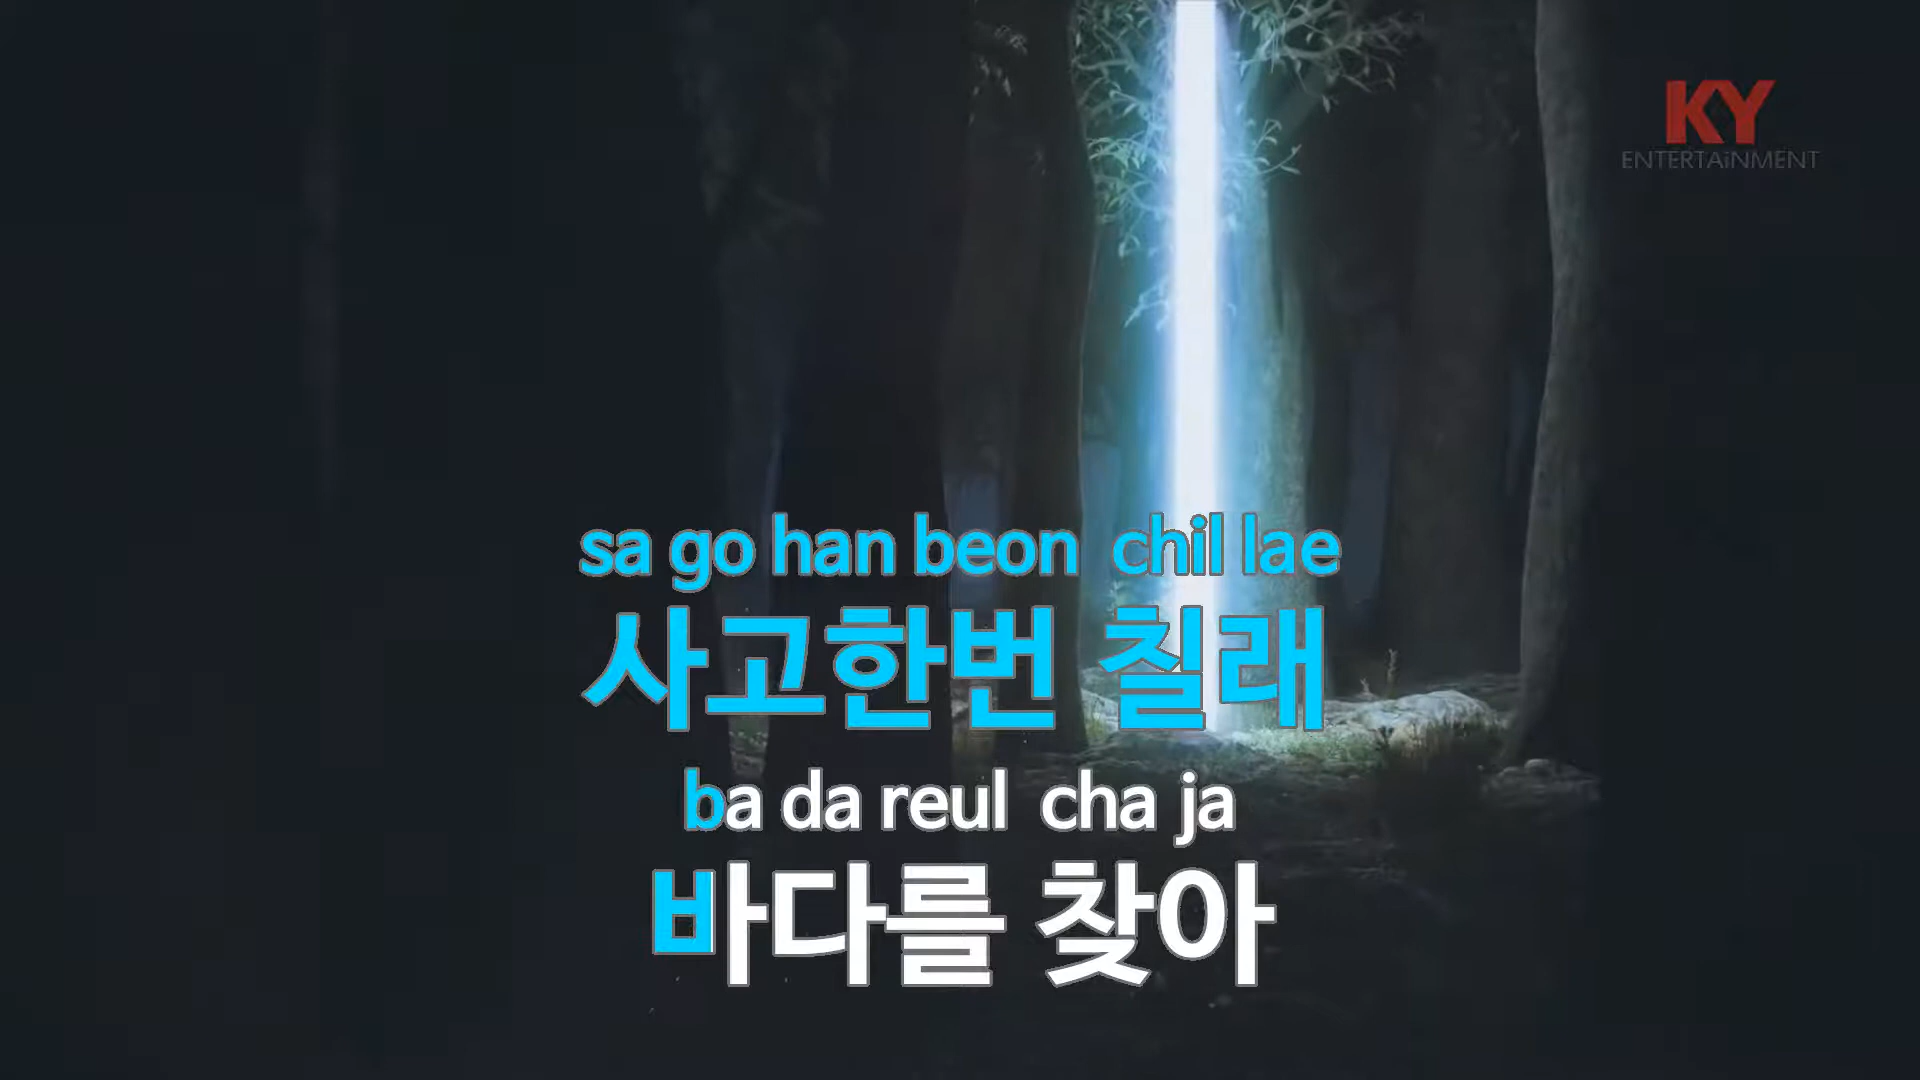 KY
ENTERTAiNMENT
sa go han beon chil lae
사고한번 칠래
ba da reul cha ja
바다를 찾아